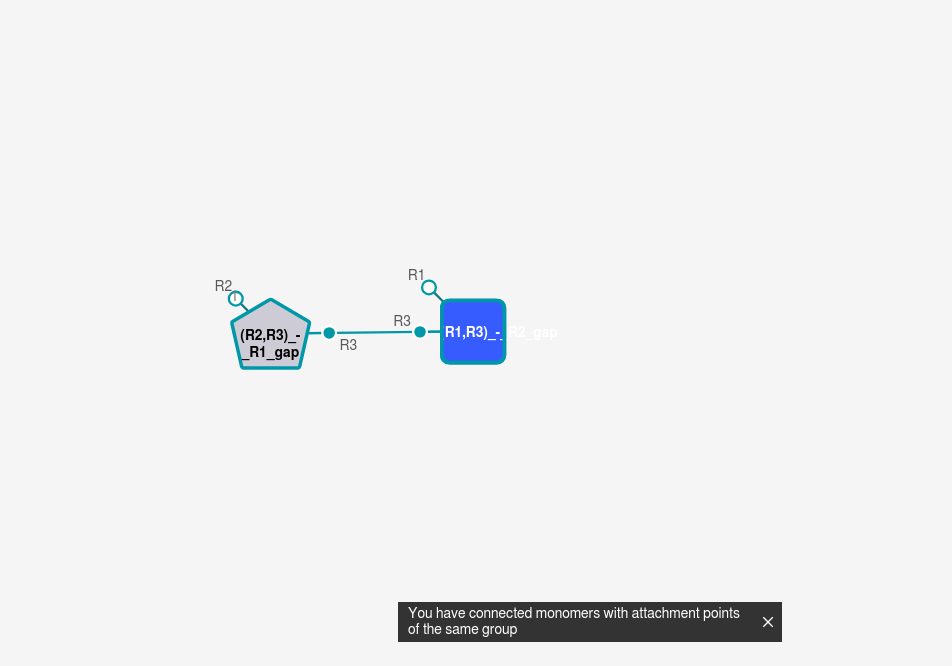 R1
R2
R3
(R2,R3)_-
_R1_gap
R1,R3)_-_R2_gap
R3
You have connected monomers with attachment points
of the same group